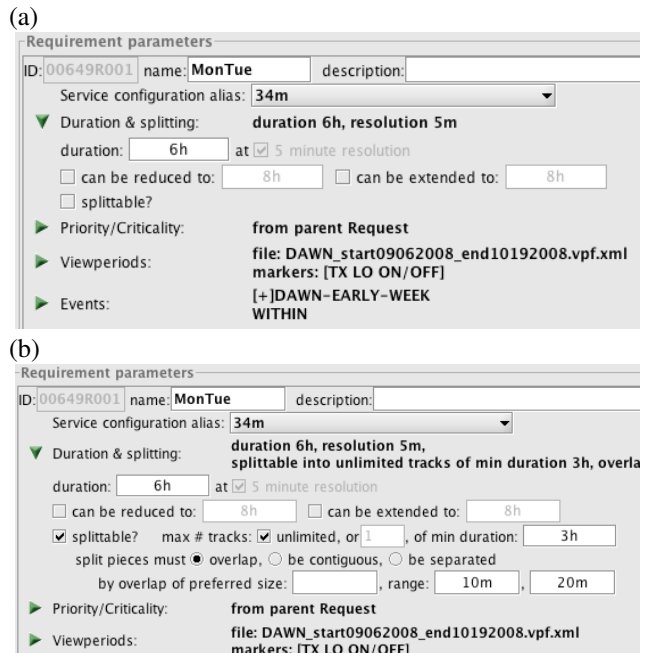 (a)
Requirement parameters
ID: 00649R001 name: MonTue description:
Service configuration alias: 34m
Duration & splitting: duration 6h, resolution 5m
duration: 6h at 5 minute resolution
can be reduced to: 8h can be extended to: 8h
splittable?
Priority/Criticality: from parent Request
Viewperiods: file: DAWN_start09062008_end10192008.vpf.xml
markers: [TX LO ON/OFF]
Events: [+]DAWN-EARLY-WEEK
WITHIN
(b)
Requirement parameters
ID: 00649R001 name: MonTue description:
Service configuration alias: 34m
Duration & splitting: duration 6h, resolution 5m,
splittable into unlimited tracks of min duration 3h, overla
duration: 6h at 5 minute resolution
can be reduced to: 8h can be extended to: 8h
splittable? max # tracks: unlimited, or 1 , of min duration: 3h
split pieces must overlap, be contiguous, be separated
by overlap of preferred size: , range: 10m , 20m
Priority/Criticality: from parent Request
Viewperiods: file: DAWN_start09062008_end10192008.vpf.xml
markers: [TX LO ON/OFF]